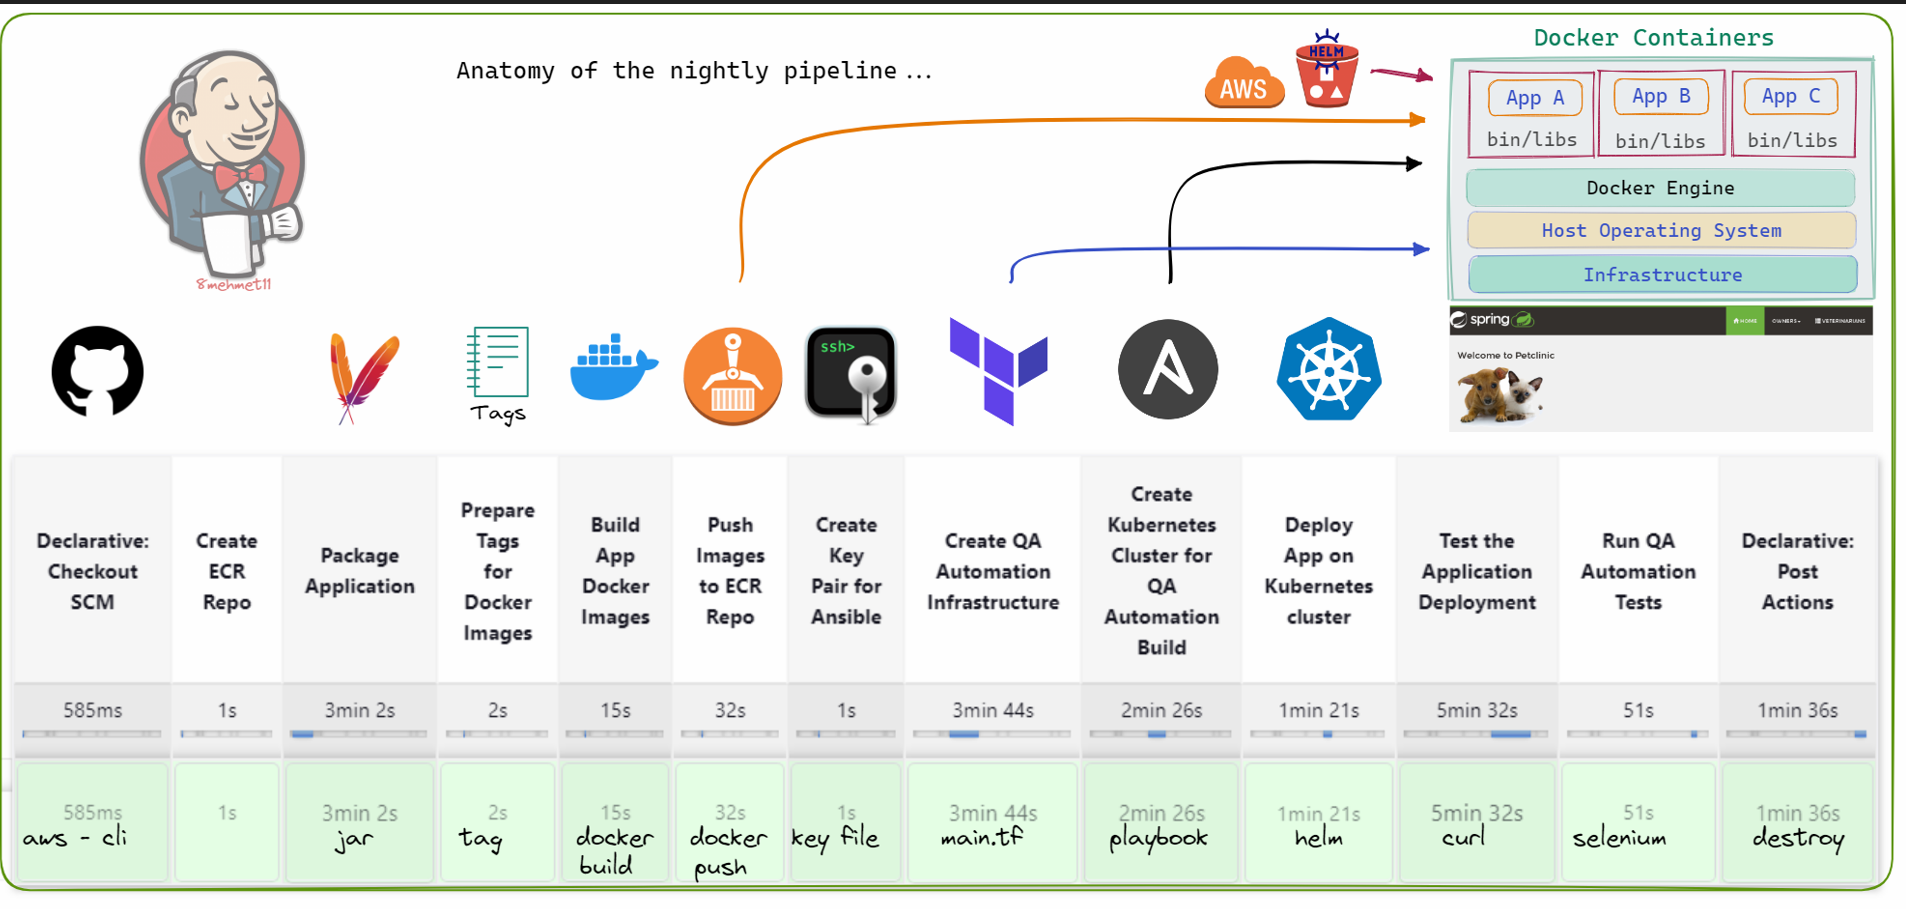 Docker Containers
Anatomy of the nightly pipeline...
AWS
HELM
App A
App B
App C
bin/libs
bin/libs
bin/libs
Docker Engine
Host Operating System
Infrastructure
8mehmet11
spring
HOME
OWNERS
VETERINARIANS
Welcome to Petclinic
ssh>
Tags
Declarative:
Checkout
SCM
Create
ECR
Repo
Package
Application
Prepare
Tags
for
Docker
Images
Build
App
Docker
Images
Push
Images
to ECR
Repo
Create
Key
Pair for
Ansible
Create QA
Automation
Infrastructure
Create
Kubernetes
Cluster for
QA
Automation
Build
Deploy
App on
Kubernetes
cluster
Test the
Application
Deployment
Run QA
Automation
Tests
Declarative:
Post
Actions
585ms
1s
3min 2s
2s
15s
32s
1s
3min 44s
2min 26s
1min 21s
5min 32s
51s
1min 36s
585ms
aws - cli
1s
3min 2s
jar
2s
tag
15s
docker
build
32s
docker
push
1s
key file
3min 44s
main.tf
2min 26s
playbook
1min 21s
helm
5min 32s
curl
51s
selenium
1min 36s
destroy